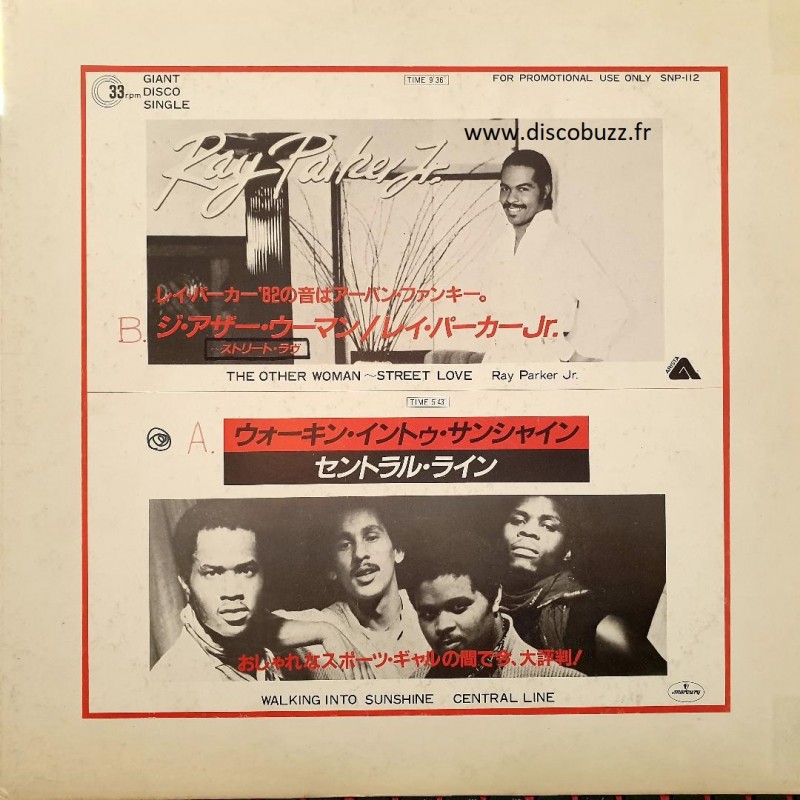 GIANT
DISCO
SINGLE
33rpm
TIME 9'36"
FOR PROMOTIONAL USE ONLY SNP-112
www.discobuzz.fr
Ray Parker Jr.
レイ・パーカー'82の音はアーバン・ファンキー。
B. ジ・アザー・ウーマン/レイ・パーカーJr.
〜ストリート・ラヴ
THE OTHER WOMAN〜STREET LOVE Ray Parker Jr.
ARISTA
TIME 5'43"
A. ウォーキン・イントゥ・サンシャイン
セントラル・ライン
おしゃれなスポーツ・ギャルの間で今、大評判!
WALKING INTO SUNSHINE CENTRAL LINE
mercury